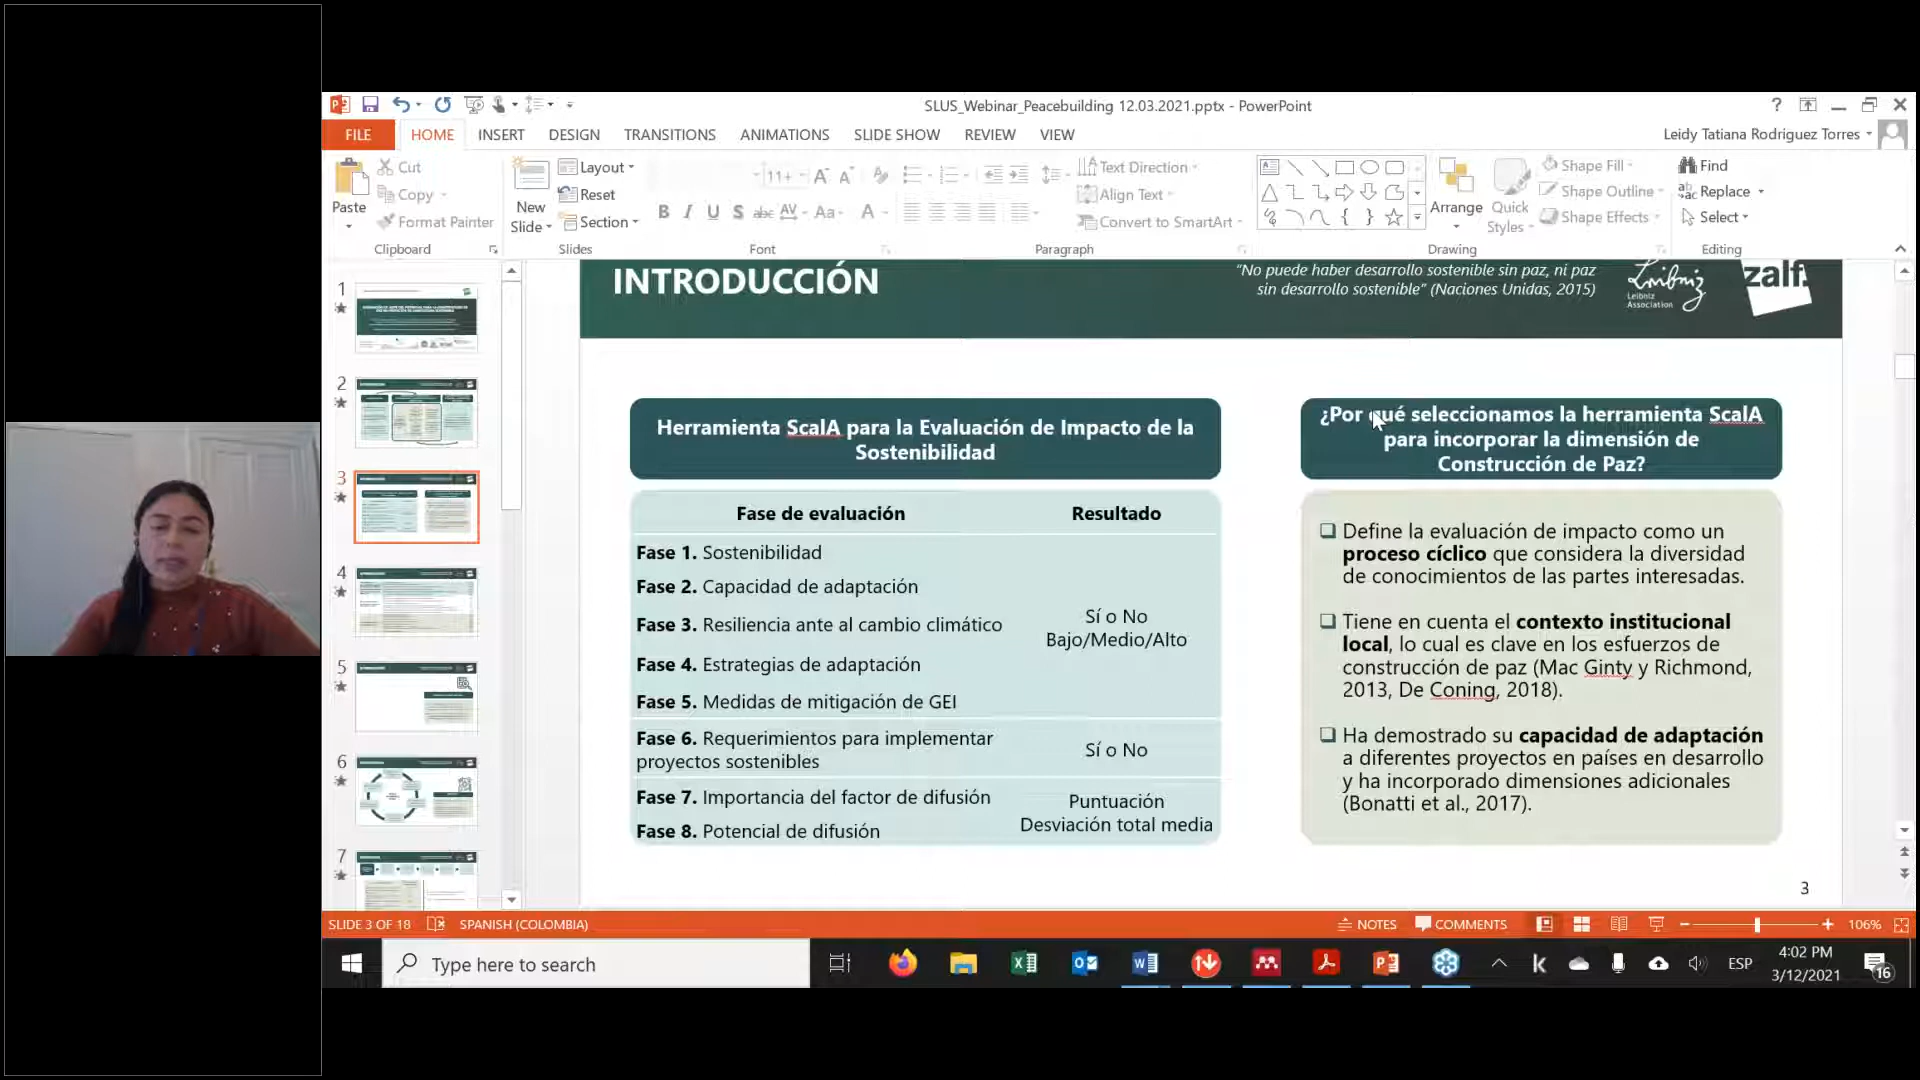 SLUS_Webinar_Peacebuilding 12.03.2021.pptx - PowerPoint
?
FILE
HOME
INSERT
DESIGN
TRANSITIONS
ANIMATIONS
SLIDE SHOW
REVIEW
VIEW
Leidy Tatiana Rodriguez Torres
Paste
Cut
Copy
Format Painter
Clipboard
New
Slide
Layout
Reset
Section
Slides
11+
Font
Text Direction
Align Text
Convert to SmartArt
Paragraph
Arrange
Quick
Styles
Shape Fill
Shape Outline
Shape Effects
Drawing
Find
Replace
Select
Editing
1
2
3
4
5
6
7
INTRODUCCIÓN
“No puede haber desarrollo sostenible sin paz, ni paz
sin desarrollo sostenible” (Naciones Unidas, 2015)
Leibniz
Leibniz
Association
zalf.
Herramienta ScalA para la Evaluación de Impacto de la
Sostenibilidad
Fase de evaluación
Resultado
Fase 1. Sostenibilidad
Fase 2. Capacidad de adaptación
Fase 3. Resiliencia ante al cambio climático
Fase 4. Estrategias de adaptación
Fase 5. Medidas de mitigación de GEI
Sí o No
Bajo/Medio/Alto
Fase 6. Requerimientos para implementar
proyectos sostenibles
Sí o No
Fase 7. Importancia del factor de difusión
Fase 8. Potencial de difusión
Puntuación
Desviación total media
¿Por qué seleccionamos la herramienta ScalA
para incorporar la dimensión de
Construcción de Paz?
Define la evaluación de impacto como un
proceso cíclico que considera la diversidad
de conocimientos de las partes interesadas.
Tiene en cuenta el contexto institucional
local, lo cual es clave en los esfuerzos de
construcción de paz (Mac Ginty y Richmond,
2013, De Coning, 2018).
Ha demostrado su capacidad de adaptación
a diferentes proyectos en países en desarrollo
y ha incorporado dimensiones adicionales
(Bonatti et al., 2017).
3
SLIDE 3 OF 18
SPANISH (COLOMBIA)
NOTES
COMMENTS
106%
Type here to search
ESP
4:02 PM
3/12/2021
16